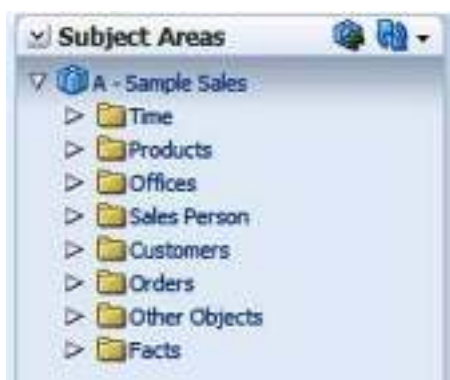 Subject Areas
A - Sample Sales
Time
Products
Offices
Sales Person
Customers
Orders
Other Objects
Facts